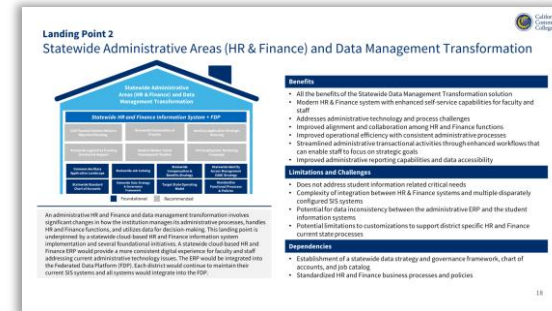 Landing Point 2
Statewide Administrative Areas (HR & Finance) and Data Management Transformation
Statewide Administrative
Areas (HR & Finance) and Data
Management Transformation
Statewide HR and Finance Information System + FDP
Statewide Job Catalog
Foundational
Recommended
An administrative HR and Finance and data management transformation involves
significant changes in how the institution manages its administrative processes, handles
HR and Finance functions, and utilizes data for decision-making. This landing point is
underpinned by a statewide cloud-based HR and Finance information system
implementation and several foundational initiatives. A statewide cloud-based HR and
Finance ERP would provide a more consistent digital experience for faculty and staff
addressing current administrative technology issues. The ERP would be integrated into
the Federated Data Platform (FDP). Each district would continue to maintain their
current SIS systems and all systems would integrate into the FDP.
Benefits
• All the benefits of the Statewide Data Management Transformation solution
• Modern HR & Finance system with enhanced self-service capabilities for faculty and
staff
• Addresses administrative technology and process challenges
• Improved alignment and collaboration among HR and Finance functions
• Improved operational efficiency with consistent administrative processes
• Streamlined administrative transactional activities through enhanced workflows that
can enable staff to focus on strategic goals
• Improved administrative reporting capabilities and data accessibility
Limitations and Challenges
• Does not address student information related critical needs
• Complexity of integration between HR & Finance systems and multiple disparately
configured SIS systems
• Potential for data inconsistency between the administrative ERP and the student
information systems
• Potential limitations to customizations to support district specific HR and Finance
current state processes
Dependencies
• Establishment of a statewide data strategy and governance framework, chart of
accounts, and job catalog
• Standardized HR and Finance business processes and policies
18